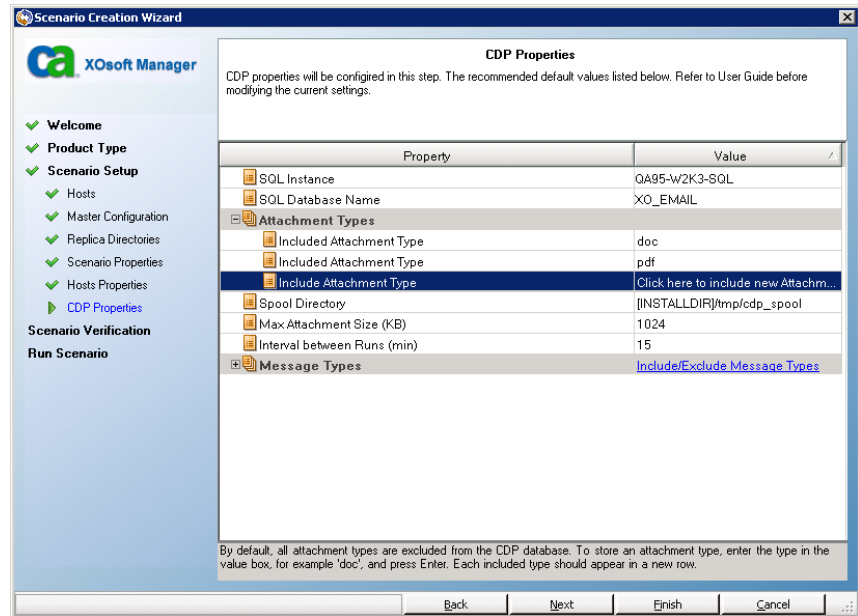 Scenario Creation Wizard
ca XOsoft Manager
Welcome
Product Type
Scenario Setup
Hosts
Master Configuration
Replica Directories
Scenario Properties
Hosts Properties
CDP Properties
Scenario Verification
Run Scenario
CDP Properties
CDP properties will be configired in this step. The recommended default values listed below. Refer to User Guide before
modifying the current settings.
Property Value
SQL Instance QA95-W2K3-SQL
SQL Database Name XO_EMAIL
Attachment Types
Included Attachment Type doc
Included Attachment Type pdf
Include Attachment Type Click here to include new Attachm...
Spool Directory [INSTALLDIR]/tmp/cdp_spool
Max Attachment Size (KB) 1024
Interval between Runs (min) 15
Message Types Include/Exclude Message Types
By default, all attachment types are excluded from the CDP database. To store an attachment type, enter the type in the
value box, for example 'doc', and press Enter. Each included type should appear in a new row.
Back Next Finish Cancel